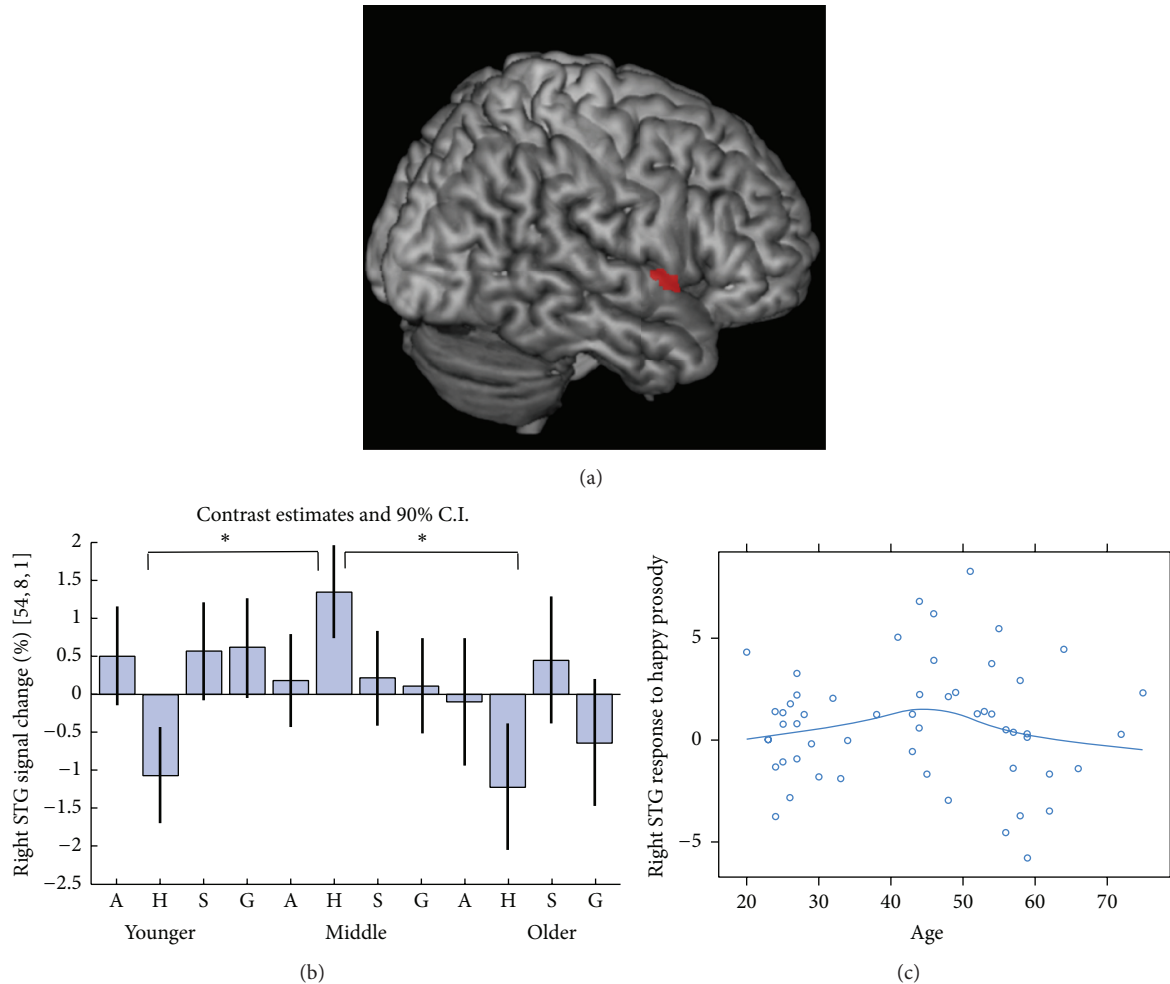 (a)
Contrast estimates and 90% C.I.
* *
Right STG signal change (%) [54, 8, 1]
2
1.5
1
0.5
0
−0.5
−1
−1.5
−2
−2.5
A H S G A H S G A H S G
Younger Middle Older
(b)
Right STG response to happy prosody
5
0
−5
20 30 40 50 60 70
Age
(c)